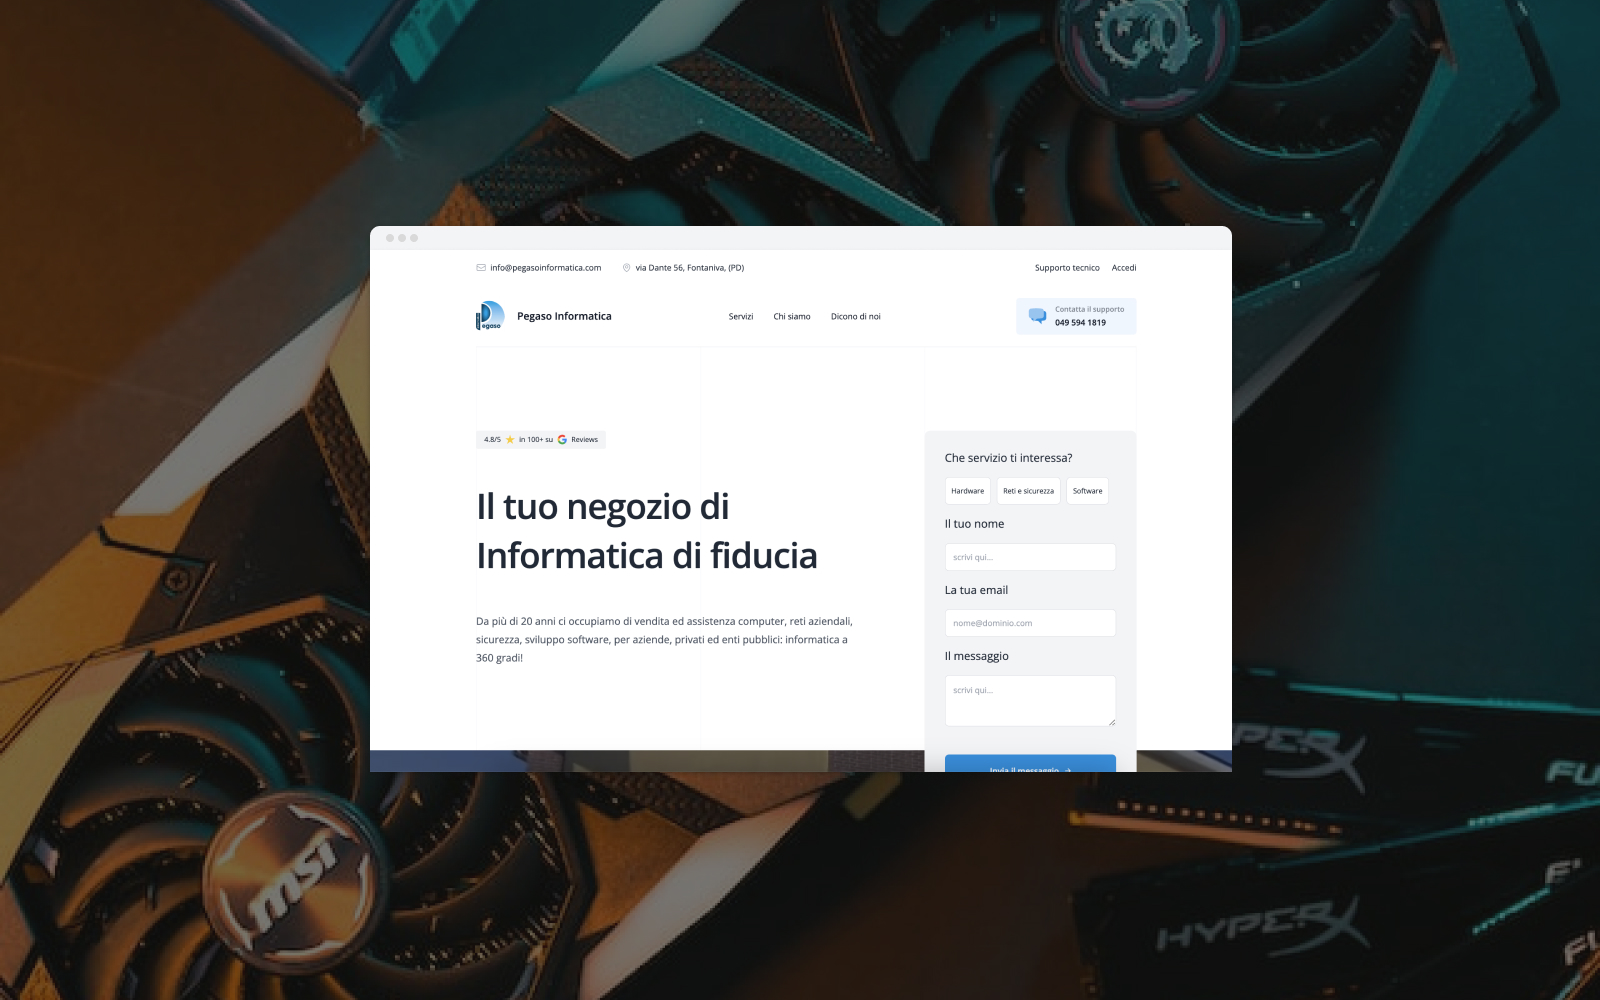 info@pegasoinformatica.com
via Dante 56, Fontaniva, (PD)
Supporto tecnico
Accedi
Pegaso
Pegaso Informatica
Servizi
Chi siamo
Dicono di noi
Contatta il supporto
049 594 1819
4.8/5 in 100+ su Reviews
Il tuo negozio di
Informatica di fiducia
Da più di 20 anni ci occupiamo di vendita ed assistenza computer, reti aziendali,
sicurezza, sviluppo software, per aziende, privati ed enti pubblici: informatica a
360 gradi!
Che servizio ti interessa?
Hardware
Reti e sicurezza
Software
Il tuo nome
scrivi qui...
La tua email
nome@dominio.com
Il messaggio
scrivi qui...
Invia il messaggio →
msi
HYPERX